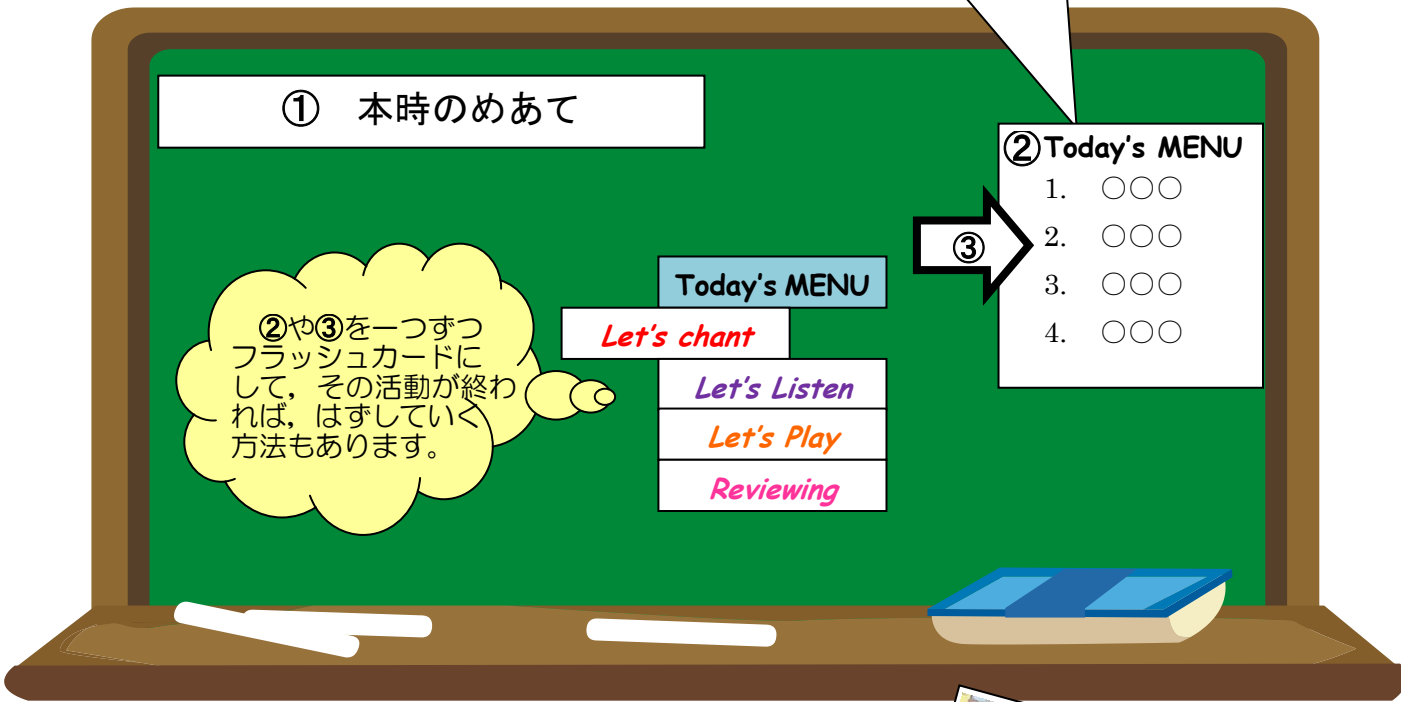 ① 本時のめあて
②Today's MENU
1. ○○○
2. ○○○
3. ○○○
4. ○○○
③
Today's MENU
Let's chant
Let's Listen
Let's Play
Reviewing
②や③を一つずつ
フラッシュカードに
して，その活動が終わ
れば，はずしていく
方法もあります。